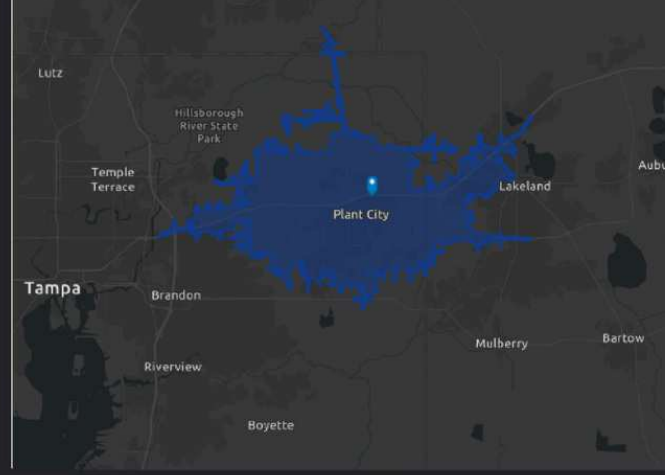 Lutz
Hillsborough
River State
Park
Temple
Terrace
Lakeland
Aubu
Plant City
Tampa
Brandon
Mulberry
Bartow
Riverview
Boyette